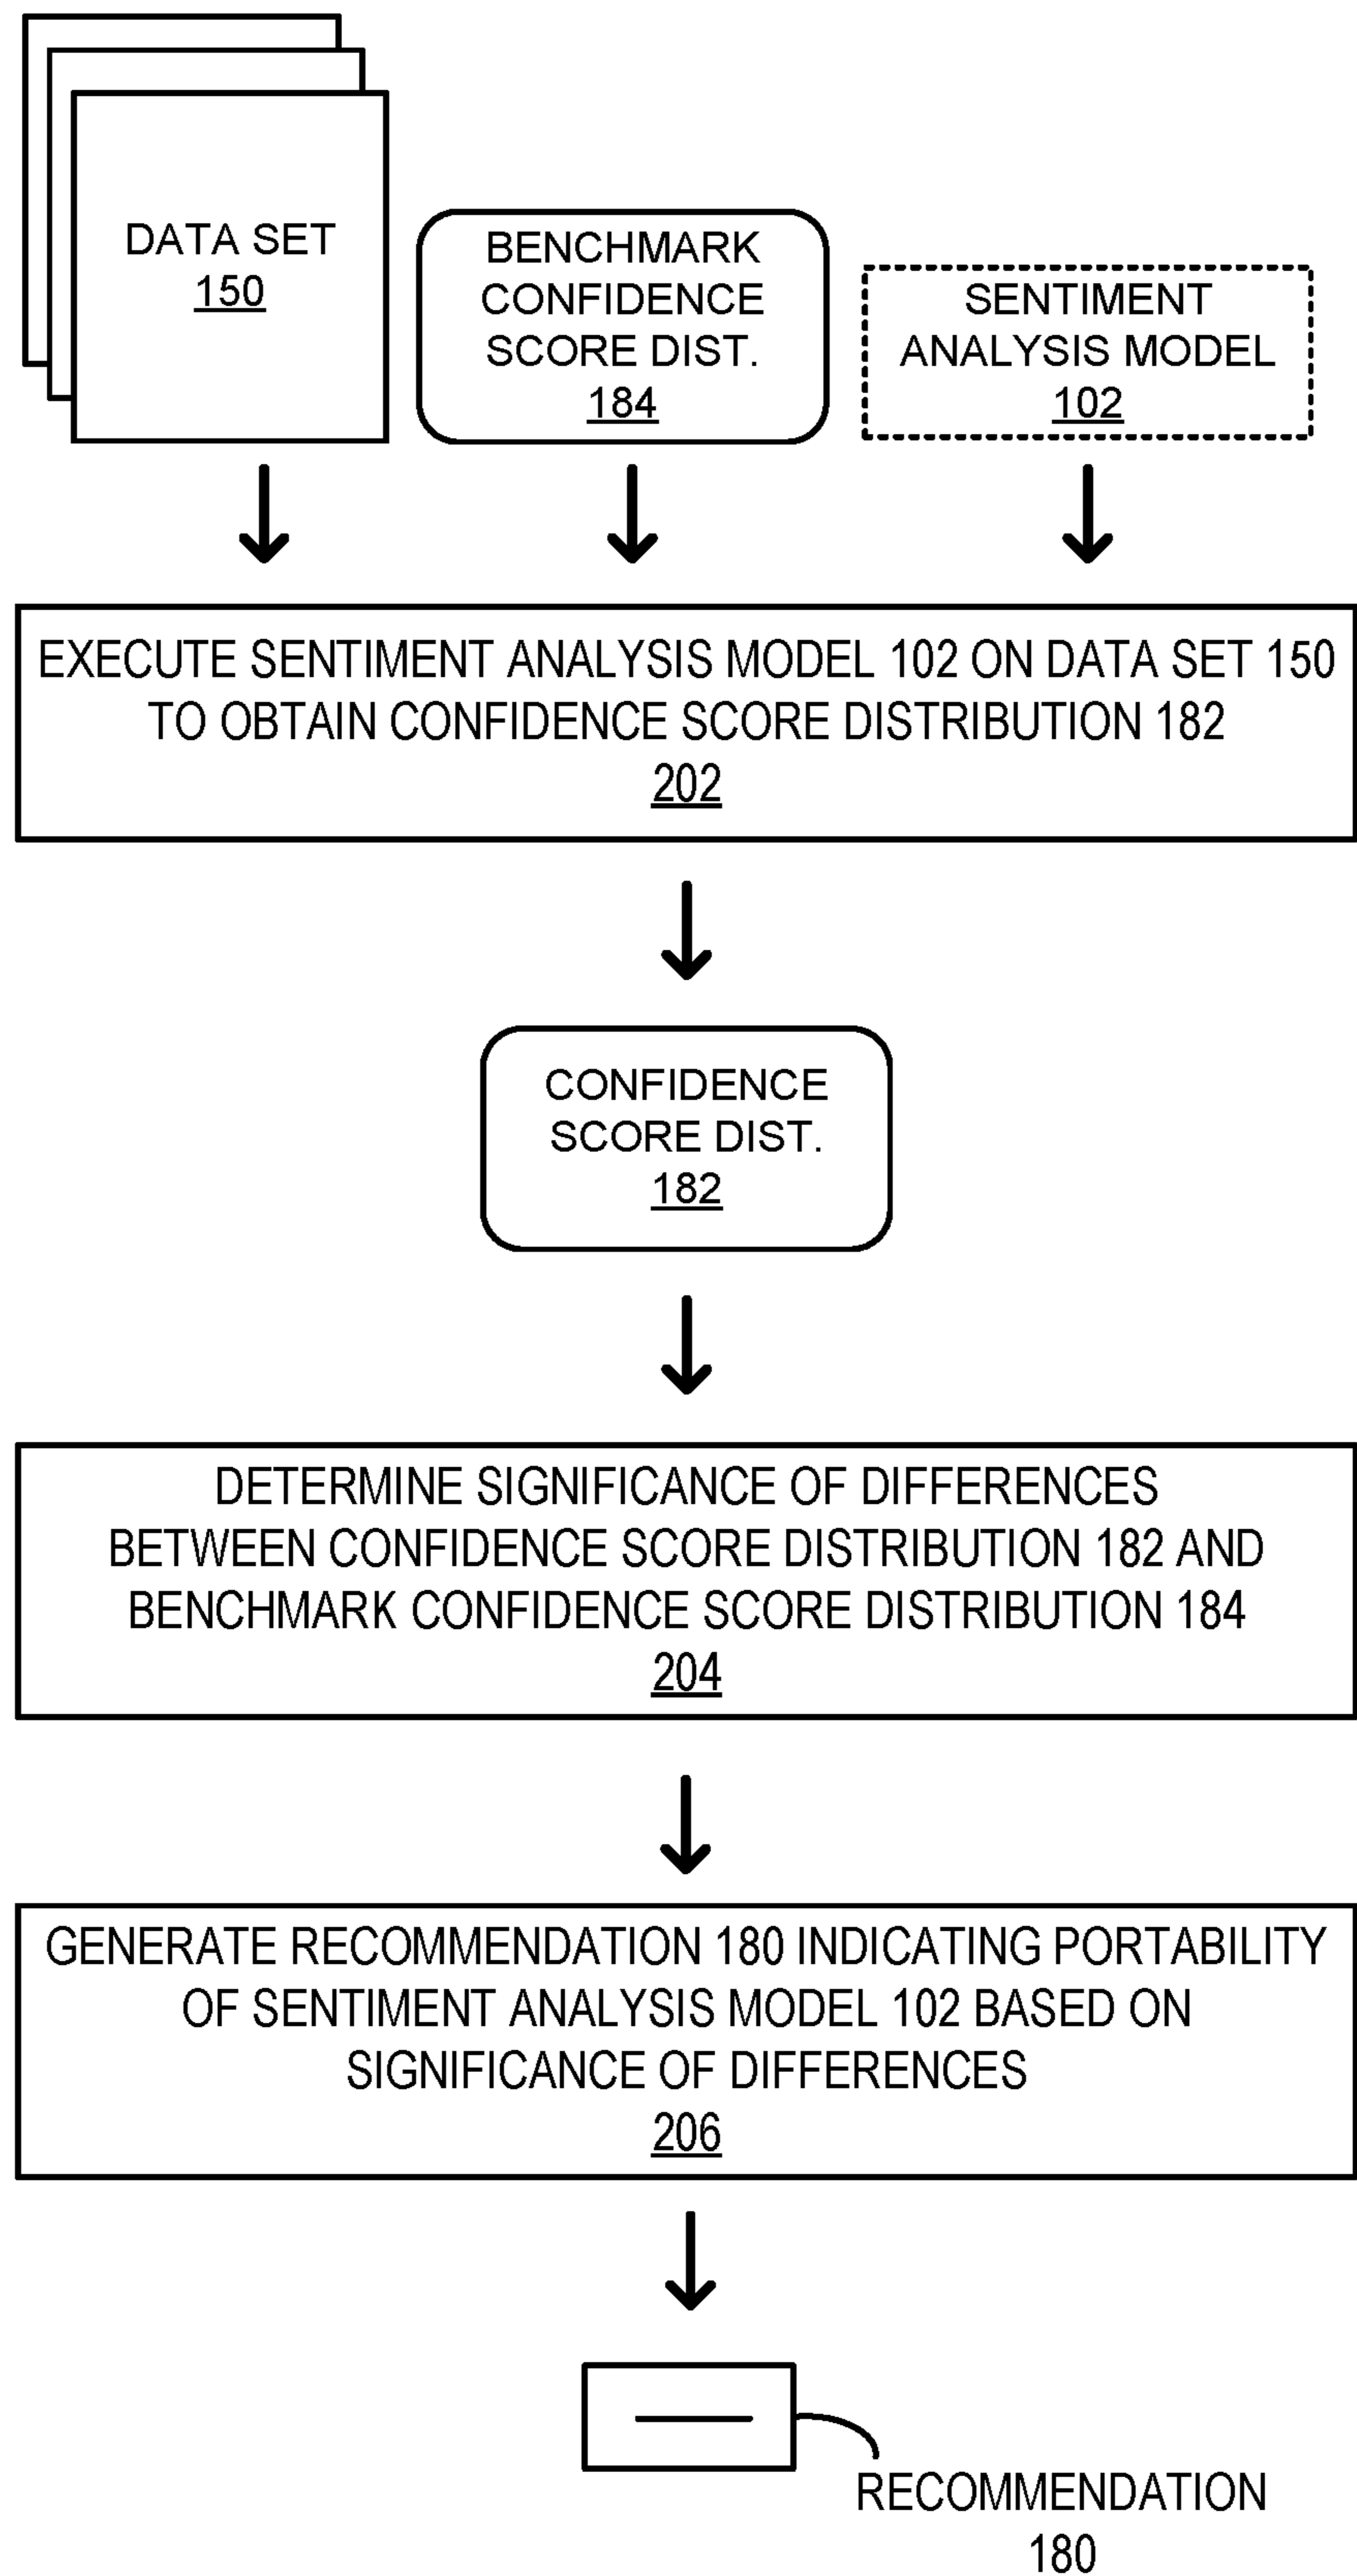 DATA SET
150
BENCHMARK
CONFIDENCE
SCORE DIST.
184
SENTIMENT
ANALYSIS MODEL
102
EXECUTE SENTIMENT ANALYSIS MODEL 102 ON DATA SET 150
TO OBTAIN CONFIDENCE SCORE DISTRIBUTION 182
202
CONFIDENCE
SCORE DIST.
182
DETERMINE SIGNIFICANCE OF DIFFERENCES
BETWEEN CONFIDENCE SCORE DISTRIBUTION 182 AND
BENCHMARK CONFIDENCE SCORE DISTRIBUTION 184
204
GENERATE RECOMMENDATION 180 INDICATING PORTABILITY
OF SENTIMENT ANALYSIS MODEL 102 BASED ON
SIGNIFICANCE OF DIFFERENCES
206
RECOMMENDATION
180